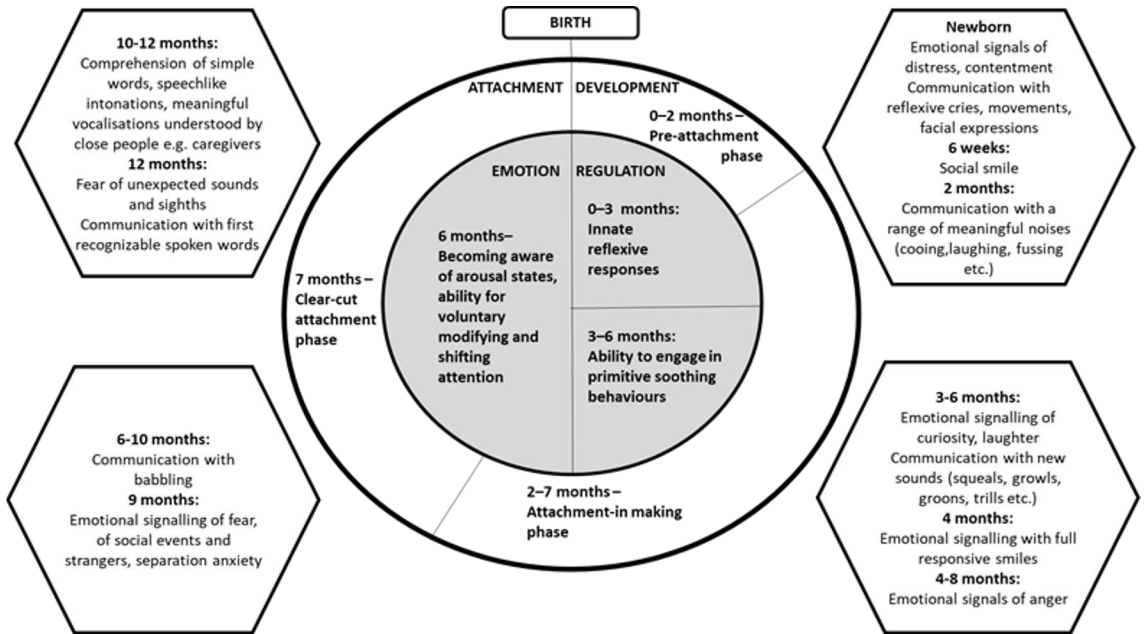 BIRTH
10-12 months:
Comprehension of simple
words, speechlike
intonations, meaningful
vocalisations understood by
close people e.g. caregivers
12 months:
Fear of unexpected sounds
and sighths
Communication with first
recognizable spoken words
ATTACHMENT
DEVELOPMENT
0–2 months –
Pre-attachment
phase
EMOTION
REGULATION
0–3 months:
Innate
reflexive
responses
3–6 months:
Ability to engage in
primitive soothing
behaviours
6 months–
Becoming aware
of arousal states,
ability for
voluntary
modifying and
shifting
attention
7 months –
Clear-cut
attachment
phase
2–7 months –
Attachment-in making
phase
Newborn
Emotional signals of
distress, contentment
Communication with
reflexive cries, movements,
facial expressions
6 weeks:
Social smile
2 months:
Communication with a
range of meaningful noises
(cooing,laughing, fussing
etc.)
6-10 months:
Communication with
babbling
9 months:
Emotional signalling of fear,
of social events and
strangers, separation anxiety
3-6 months:
Emotional signalling of
curiosity, laughter
Communication with new
sounds (squeals, growls,
groons, trills etc.)
4 months:
Emotional signalling with full
responsive smiles
4-8 months:
Emotional signals of anger